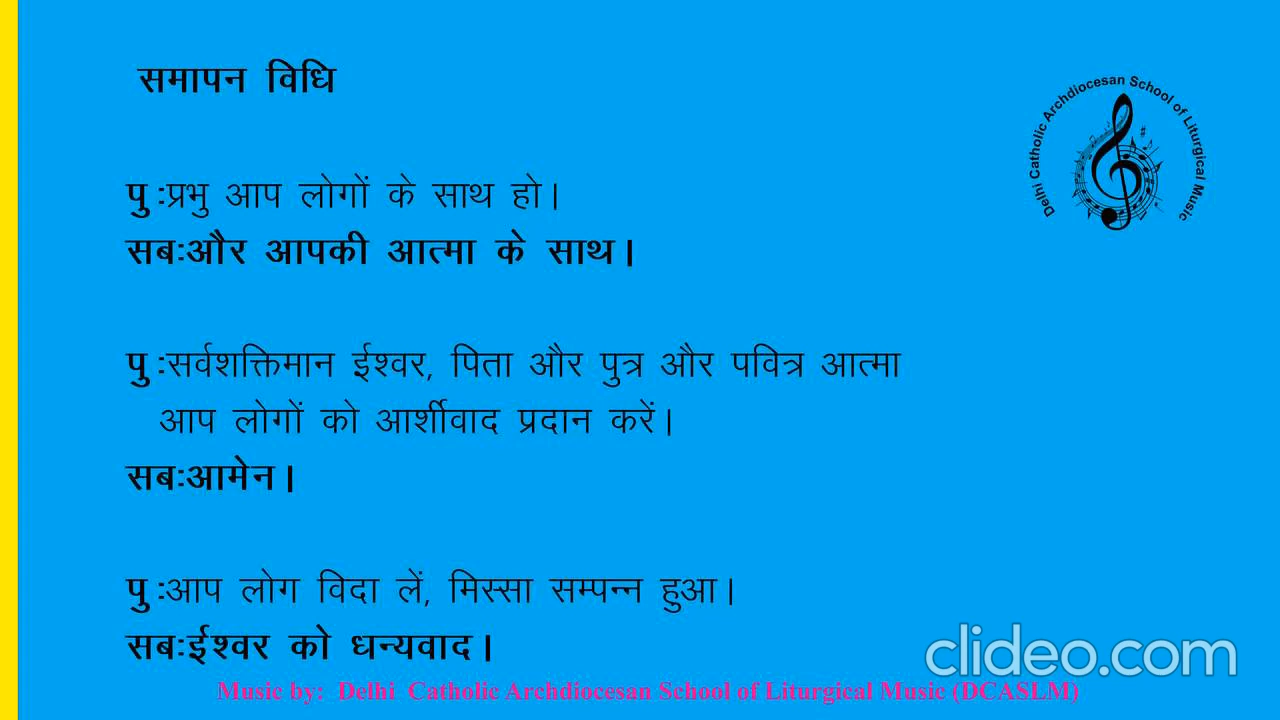 समापन विधि
Delhi Catholic Archdiocesan School of Liturgical Music
पु :प्रभु आप लोगों के साथ हो।
सब:और आपकी आत्मा के साथ।
पु :सर्वशक्तिमान ईश्वर, पिता और पुत्र और पवित्र आत्मा
आप लोगों को आर्शीवाद प्रदान करें।
सब:आमेन।
पु :आप लोग विदा लें, मिस्सा सम्पन्न हुआ।
सब:ईश्वर को धन्यवाद।
clideo.com
Music by: Delhi Catholic Archdiocesan School of Liturgical Music (DCASLM)